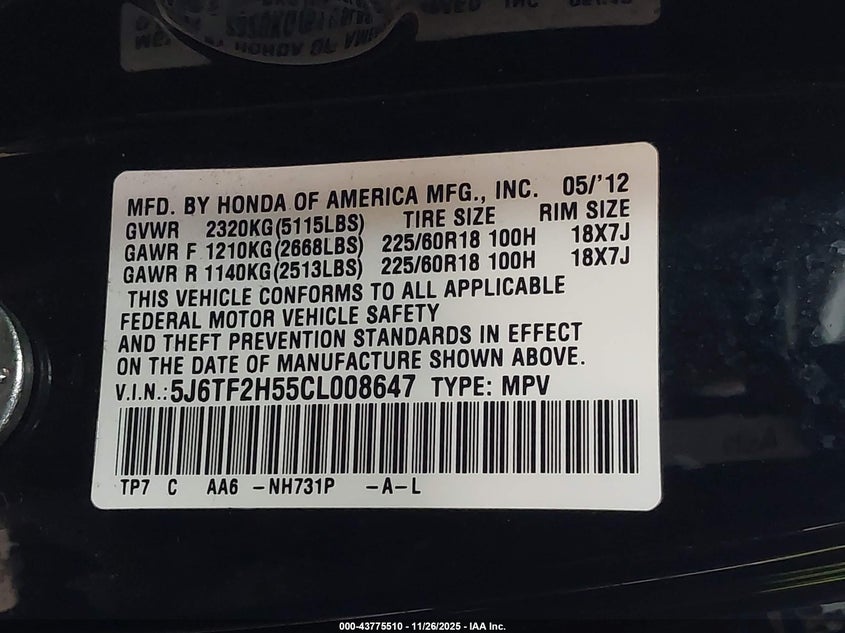 MFD. BY HONDA OF AMERICA MFG., INC. 05/'12
GVWR 2320KG(5115LBS) TIRE SIZE RIM SIZE
GAWR F 1210KG(2668LBS) 225/60R18 100H 18X7J
GAWR R 1140KG(2513LBS) 225/60R18 100H 18X7J
THIS VEHICLE CONFORMS TO ALL APPLICABLE
FEDERAL MOTOR VEHICLE SAFETY
AND THEFT PREVENTION STANDARDS IN EFFECT
ON THE DATE OF MANUFACTURE SHOWN ABOVE.
V.I.N.:5J6TF2H55CL008647 TYPE: MPV
TP7 C AA6 -NH731P -A-L
000-43775510 - 11/26/2025 - IAA Inc.